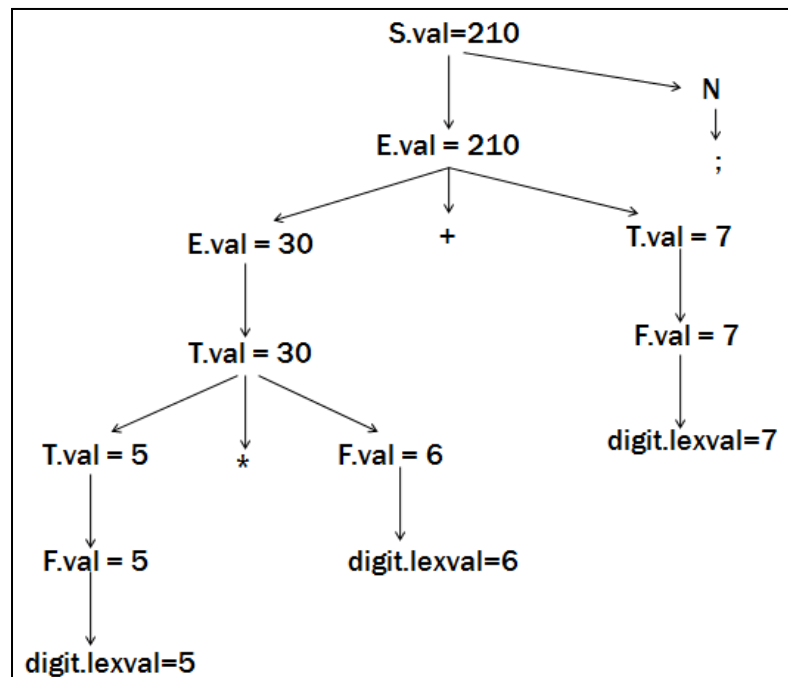 S.val=210
N
E.val = 210
;
E.val = 30
+
T.val = 7
T.val = 30
F.val = 7
T.val = 5
*
F.val = 6
digit.lexval=7
F.val = 5
digit.lexval=6
digit.lexval=5